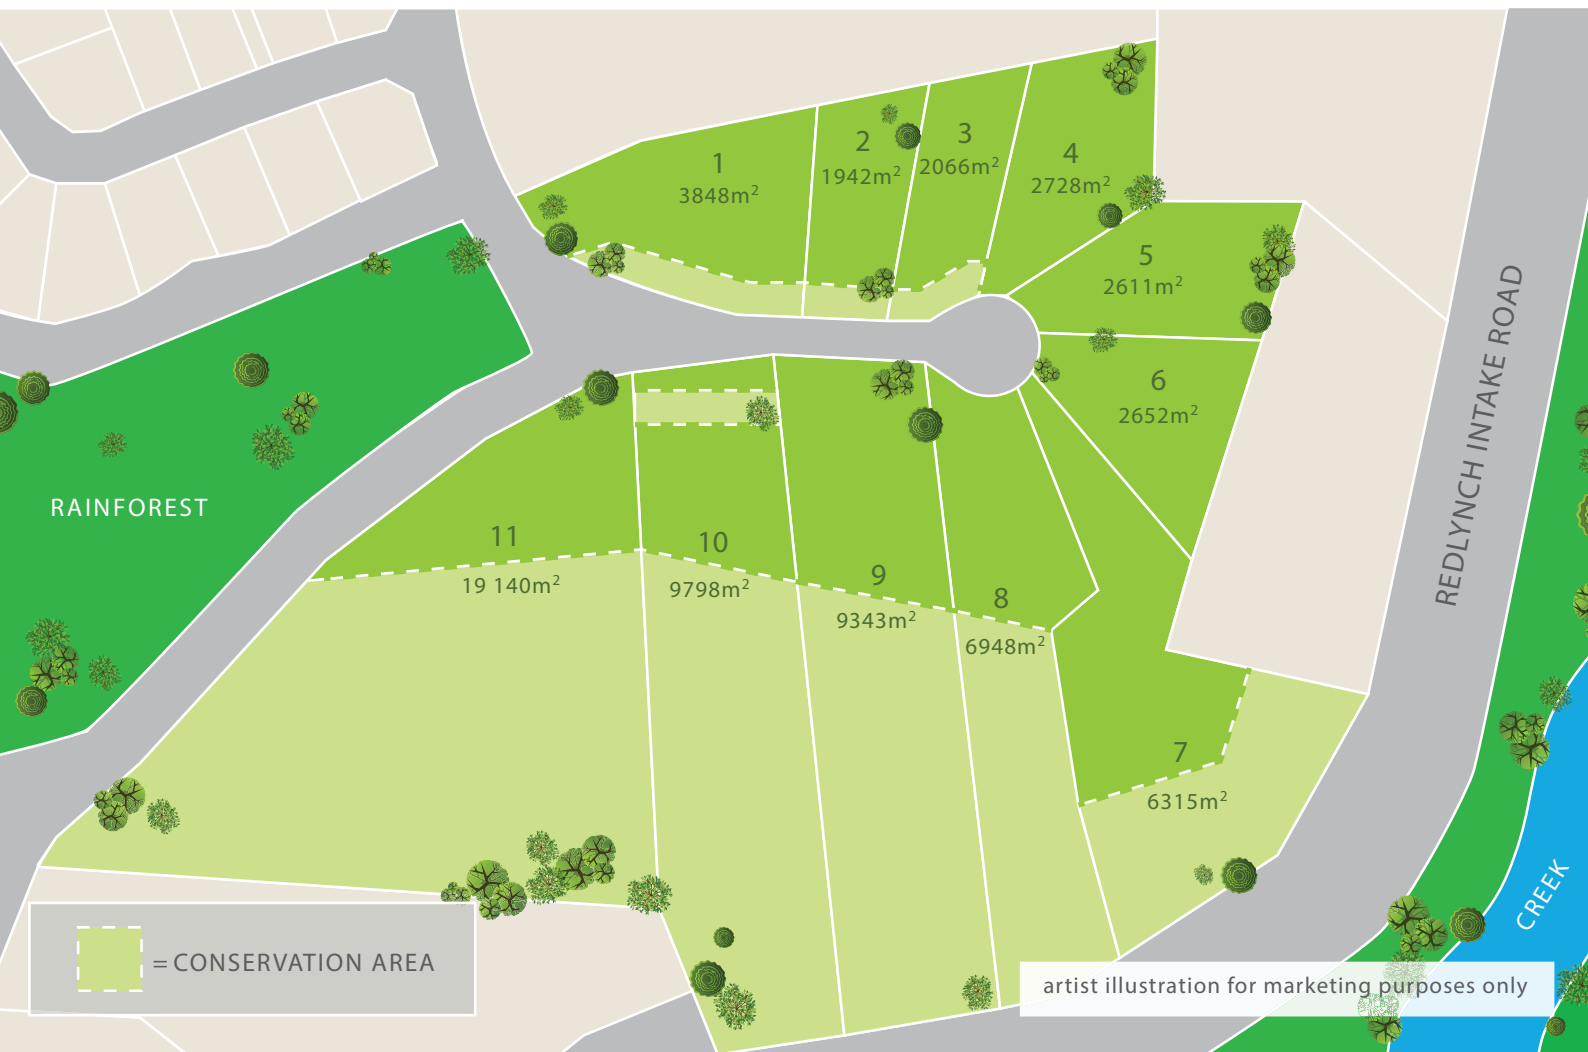 1
3848m²
2
1942m²
3
2066m²
4
2728m²
5
2611m²
6
2652m²
REDLYNCH INTAKE ROAD
RAINFOREST
11
19 140m²
10
9798m²
9
9343m²
8
6948m²
7
6315m²
CREEK
= CONSERVATION AREA
artist illustration for marketing purposes only